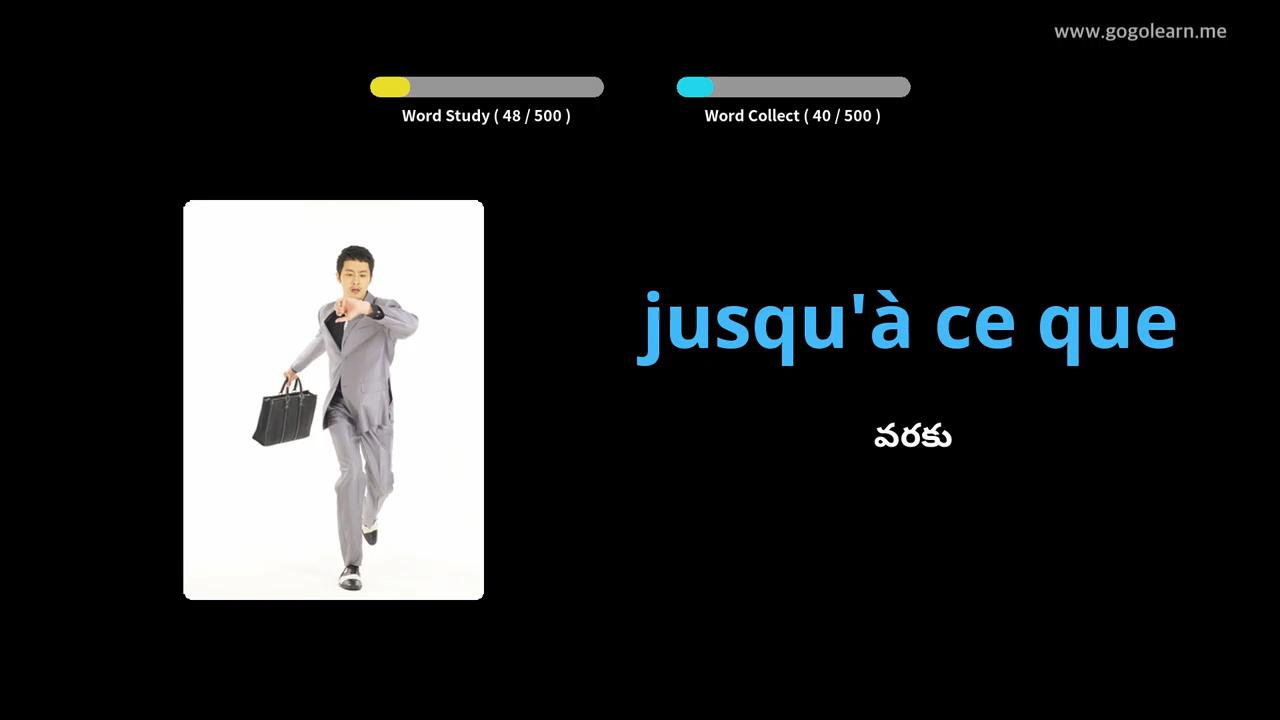 www.gogolearn.me
Word Study ( 48 / 500 )
Word Collect ( 40 / 500 )
jusqu'à ce que
వరకు